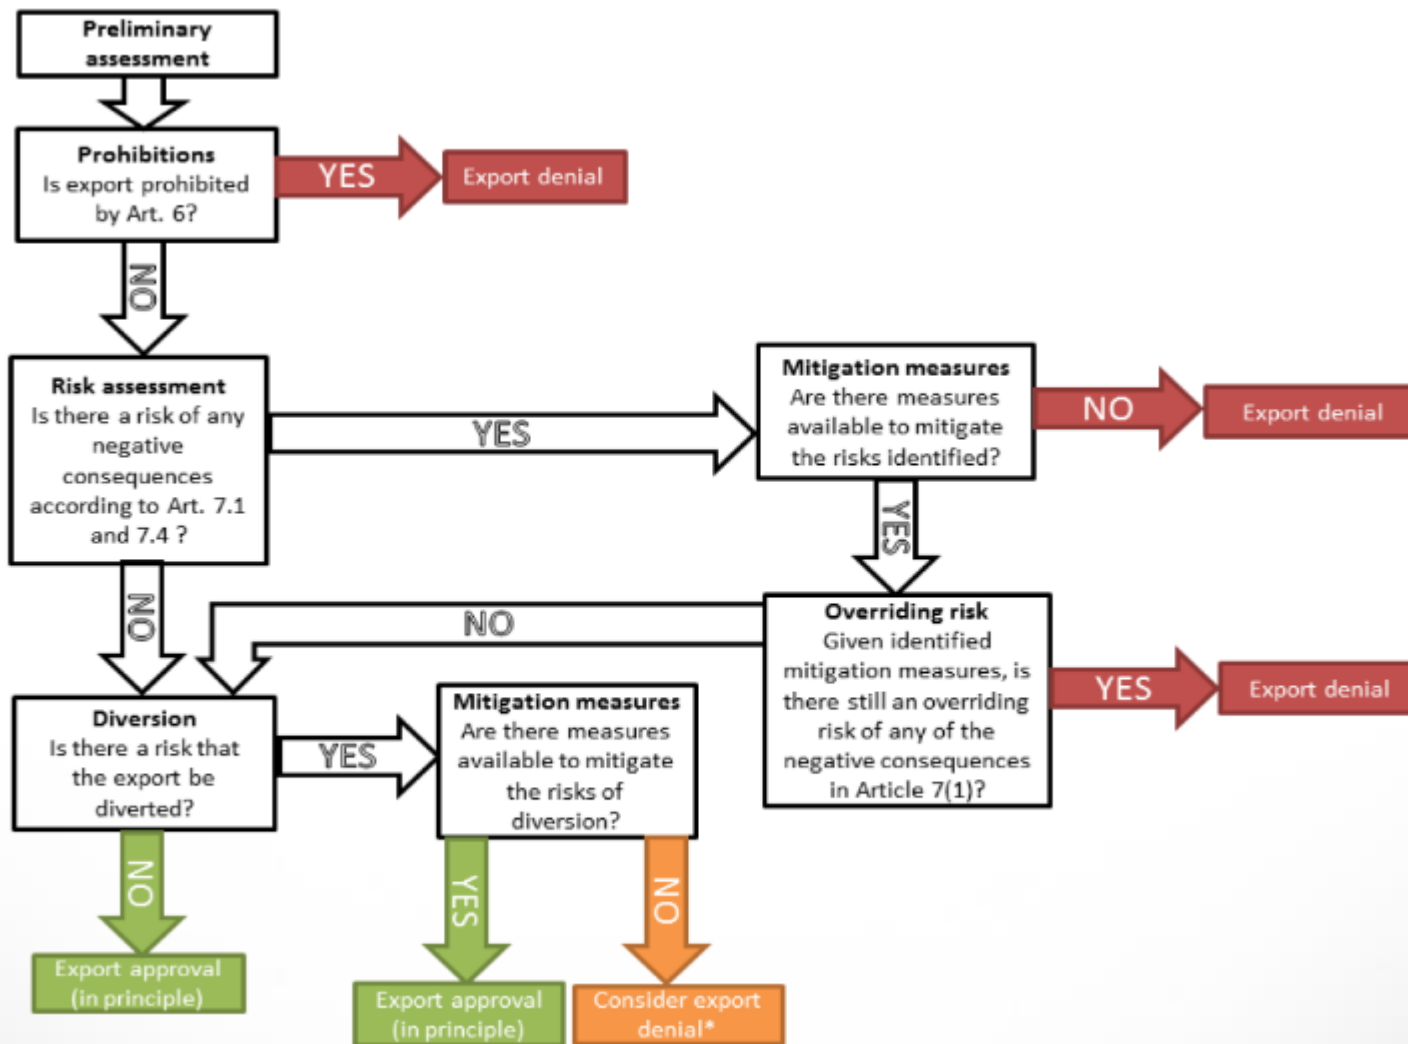 Preliminary
assessment
Prohibitions
Is export prohibited
by Art. 6?
YES
Export denial
NO
Risk assessment
Is there a risk of any
negative
consequences
according to Art. 7.1
and 7.4 ?
YES
Mitigation measures
Are there measures
available to mitigate
the risks identified?
NO
Export denial
YES
NO
NO
Overriding risk
Given identified
mitigation measures, is
there still an overriding
risk of any of the
negative consequences
in Article 7(1)?
YES
Export denial
Diversion
Is there a risk that
the export be
diverted?
YES
Mitigation measures
Are there measures
available to mitigate
the risks of
diversion?
NO
YES
NO
Export approval
(in principle)
Export approval
(in principle)
Consider export
denial*